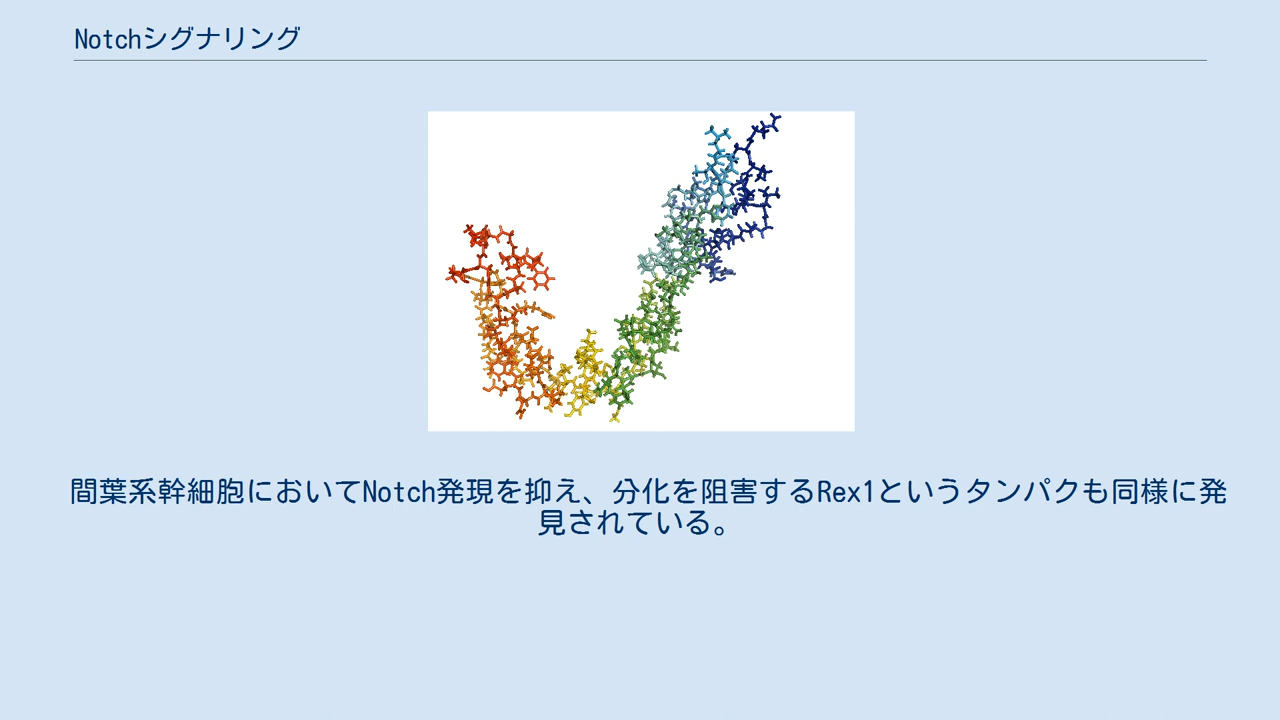 Notchシグナリング
間葉系幹細胞においてNotch発現を抑え、分化を阻害するRex1というタンパクも同様に発
見されている。